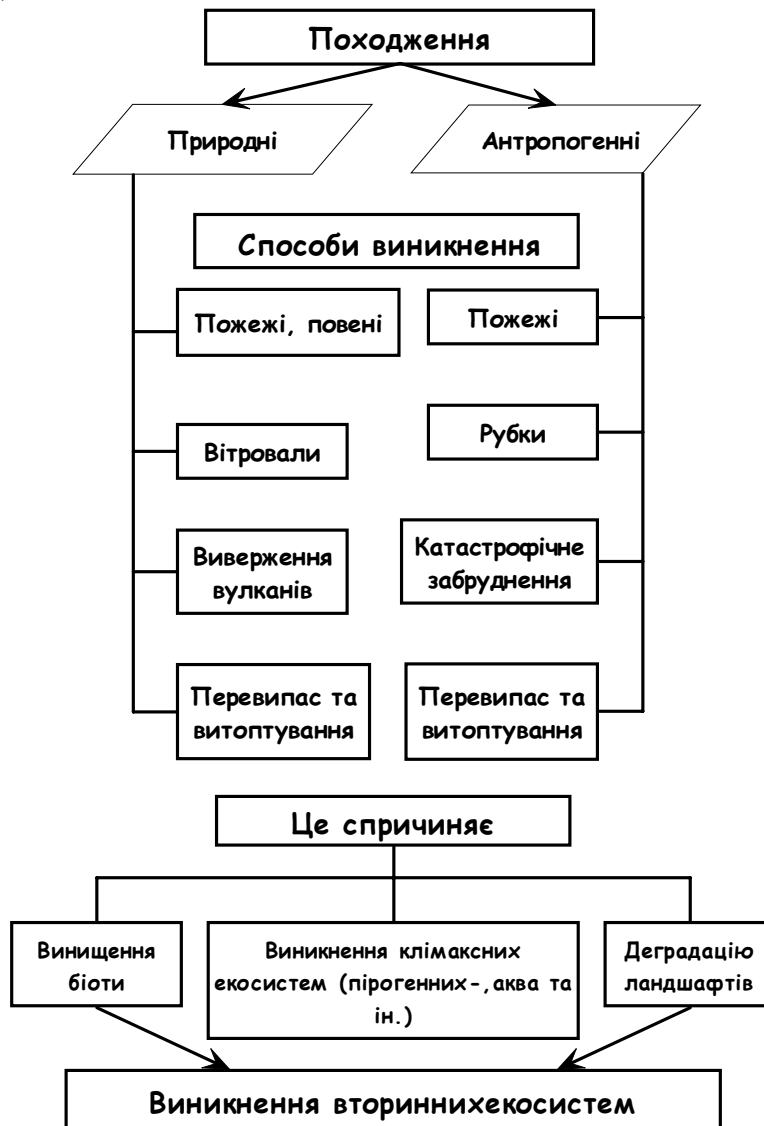 Походження
Природні
Антропогенні
Способи виникнення
Пожежі, повені
Пожежі
Вітровали
Рубки
Виверження
вулканів
Катастрофічне
забруднення
Перевипас та
витоптування
Перевипас та
витоптування
Це спричиняє
Винищення
біоти
Виникнення клімаксних
екосистем (пірогенних-,аква та
ін.)
Деградацію
ландшафтів
Виникнення вториннихекосистем